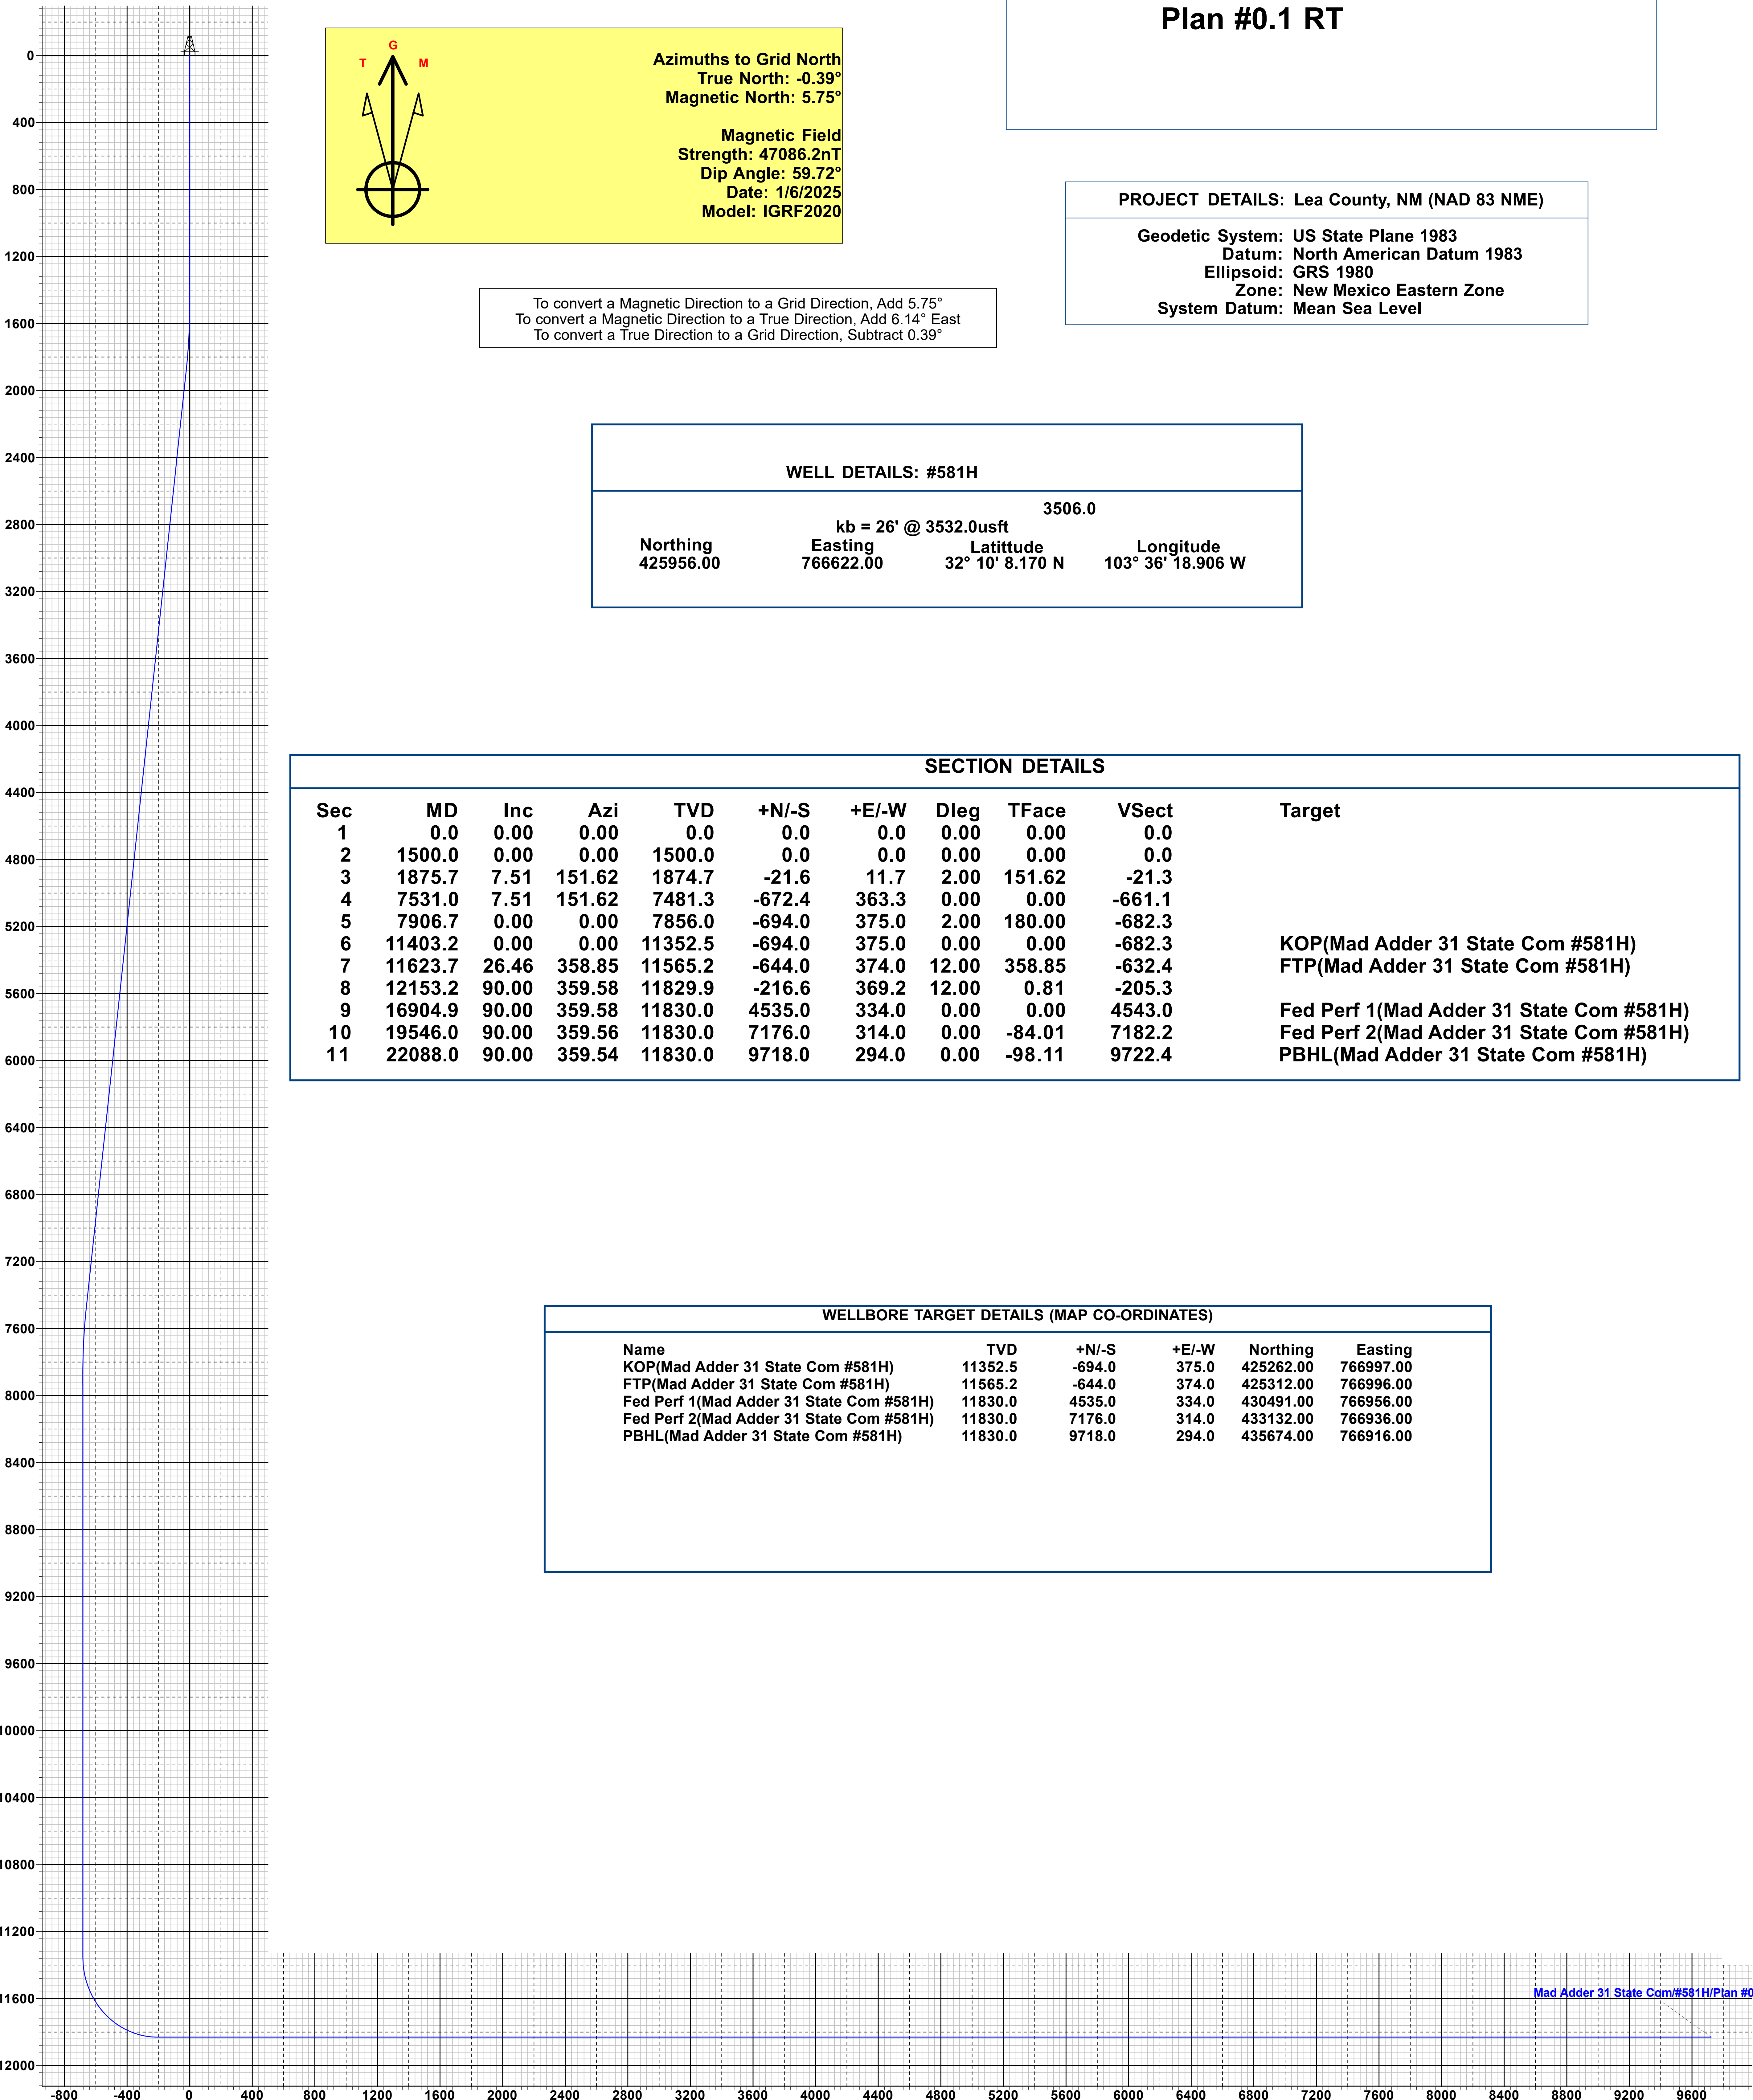 Plan #0.1 RT
G
T M
Azimuths to Grid North
True North: -0.39°
Magnetic North: 5.75°
Magnetic Field
Strength: 47086.2nT
Dip Angle: 59.72°
Date: 1/6/2025
Model: IGRF2020
PROJECT DETAILS: Lea County, NM (NAD 83 NME)
Geodetic System: US State Plane 1983
Datum: North American Datum 1983
Ellipsoid: GRS 1980
Zone: New Mexico Eastern Zone
System Datum: Mean Sea Level
To convert a Magnetic Direction to a Grid Direction, Add 5.75°
To convert a Magnetic Direction to a True Direction, Add 6.14° East
To convert a True Direction to a Grid Direction, Subtract 0.39°
WELL DETAILS: #581H
3506.0
kb = 26' @ 3532.0usft
Northing Easting Latittude Longitude
425956.00 766622.00 32° 10' 8.170 N 103° 36' 18.906 W
SECTION DETAILS
Sec MD Inc Azi TVD +N/-S +E/-W Dleg TFace VSect Target
1 0.0 0.00 0.00 0.0 0.0 0.0 0.00 0.00 0.0
2 1500.0 0.00 0.00 1500.0 0.0 0.0 0.00 0.00 0.0
3 1875.7 7.51 151.62 1874.7 -21.6 11.7 2.00 151.62 -21.3
4 7531.0 7.51 151.62 7481.3 -672.4 363.3 0.00 0.00 -661.1
5 7906.7 0.00 0.00 7856.0 -694.0 375.0 2.00 180.00 -682.3
6 11403.2 0.00 0.00 11352.5 -694.0 375.0 0.00 0.00 -682.3 KOP(Mad Adder 31 State Com #581H)
7 11623.7 26.46 358.85 11565.2 -644.0 374.0 12.00 358.85 -632.4 FTP(Mad Adder 31 State Com #581H)
8 12153.2 90.00 359.58 11829.9 -216.6 369.2 12.00 0.81 -205.3
9 16904.9 90.00 359.58 11830.0 4535.0 334.0 0.00 0.00 4543.0 Fed Perf 1(Mad Adder 31 State Com #581H)
10 19546.0 90.00 359.56 11830.0 7176.0 314.0 0.00 -84.01 7182.2 Fed Perf 2(Mad Adder 31 State Com #581H)
11 22088.0 90.00 359.54 11830.0 9718.0 294.0 0.00 -98.11 9722.4 PBHL(Mad Adder 31 State Com #581H)
WELLBORE TARGET DETAILS (MAP CO-ORDINATES)
Name TVD +N/-S +E/-W Northing Easting
KOP(Mad Adder 31 State Com #581H) 11352.5 -694.0 375.0 425262.00 766997.00
FTP(Mad Adder 31 State Com #581H) 11565.2 -644.0 374.0 425312.00 766996.00
Fed Perf 1(Mad Adder 31 State Com #581H) 11830.0 4535.0 334.0 430491.00 766956.00
Fed Perf 2(Mad Adder 31 State Com #581H) 11830.0 7176.0 314.0 433132.00 766936.00
PBHL(Mad Adder 31 State Com #581H) 11830.0 9718.0 294.0 435674.00 766916.00
0
400
800
1200
1600
2000
2400
2800
3200
3600
4000
4400
4800
5200
5600
6000
6400
6800
7200
7600
8000
8400
8800
9200
9600
10000
10400
10800
11200
11600
12000
Mad Adder 31 State Com/#581H/Plan #0
-800 -400 0 400 800 1200 1600 2000 2400 2800 3200 3600 4000 4400 4800 5200 5600 6000 6400 6800 7200 7600 8000 8400 8800 9200 9600